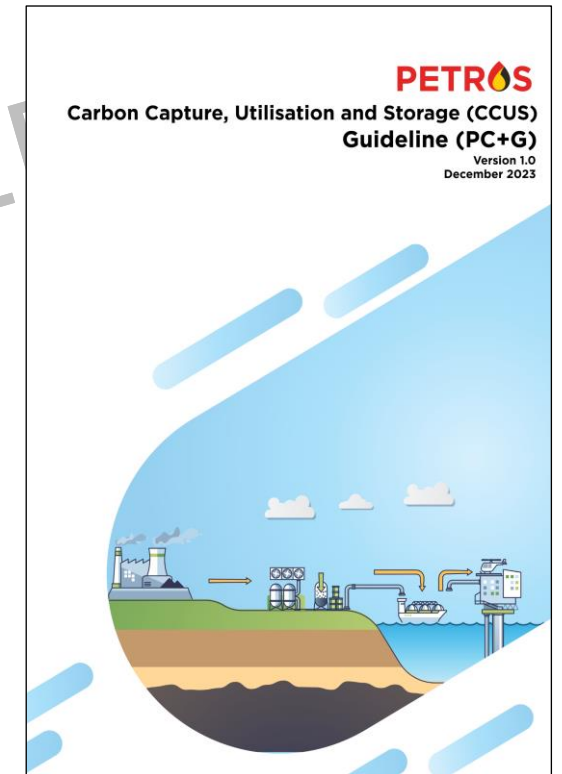 PETROS
Carbon Capture, Utilisation and Storage (CCUS)
Guideline (PC+G)
Version 1.0
December 2023